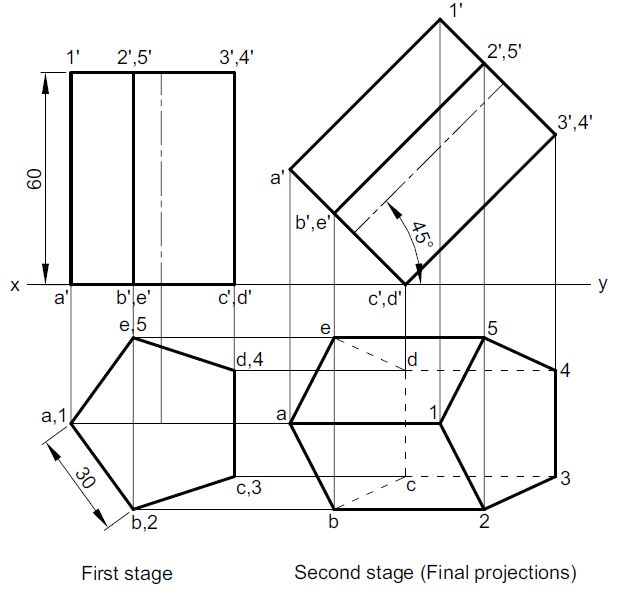 1'
1' 2',5' 3',4'
2',5'
3',4'
60
a'
b',e'
45°
x
y
a' b',e' c',d'
c',d'
e,5
e
5
d,4
d
4
a,1
a
1
30
c,3
c
3
b,2
b
2
First stage
Second stage (Final projections)